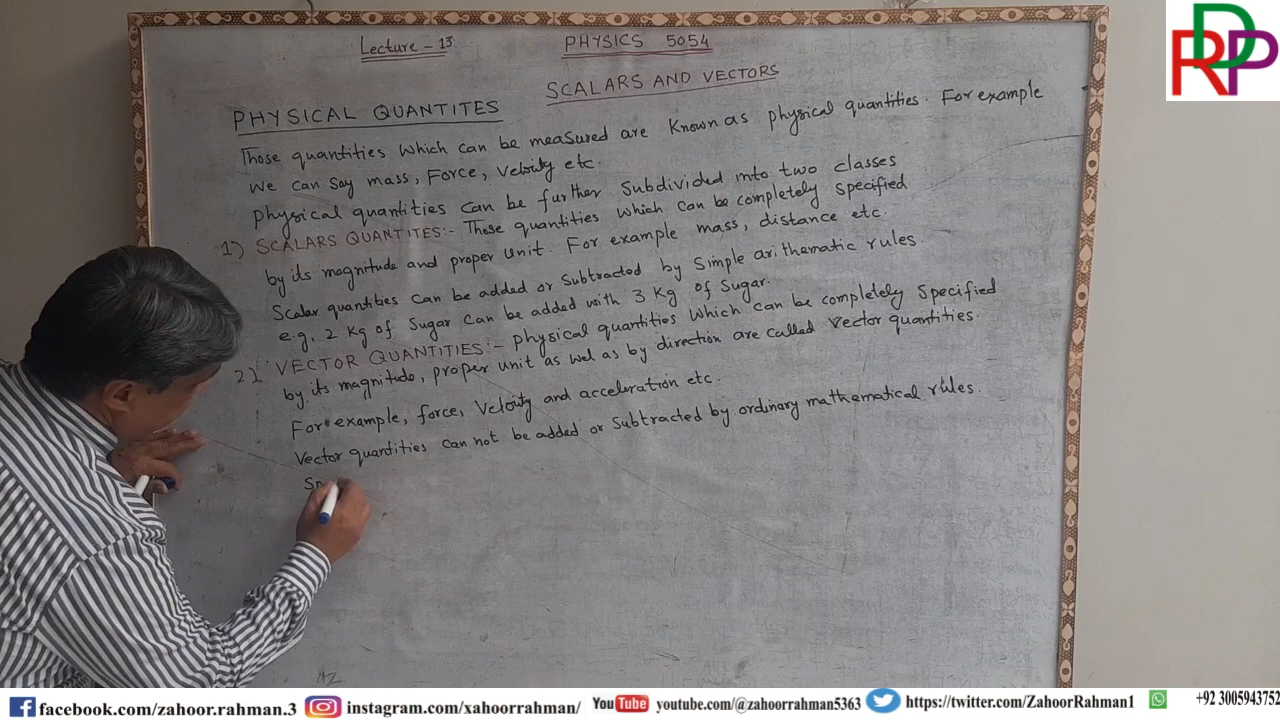 Lecture - 13
PHYSICS 5054
SCALARS AND VECTORS
PHYSICAL QUANTITES
Those quantities which can be measured are Known as physical quantities. For example
We can say mass, Force, Velocity etc.
physical quantities can be further Subdivided into two classes
1) SCALARS QUANTITES:- Those quantities which can be completely specified
by its magnitude and proper unit. For example mass, distance etc.
Scalar quantities can be added or Subtracted by Simple arithematic rules.
e.g, 2 Kg of Sugar can be added with 3 Kg of Sugar.
2) VECTOR QUANTITIES:- physical quantities which can be completely Specified
by its magnitude, proper unit as wel as by direction are called Vector quantities.
For example, force, Velocity and acceleration etc.
Vector quantities can not be added or Subtracted by ordinary mathematical rules.
RDP
facebook.com/zahoor.rahman.3
instagram.com/xahoorrahman/
YouTube youtube.com/@zahoorrahman5363
https://twitter.com/ZahoorRahman1
+92 3005943752